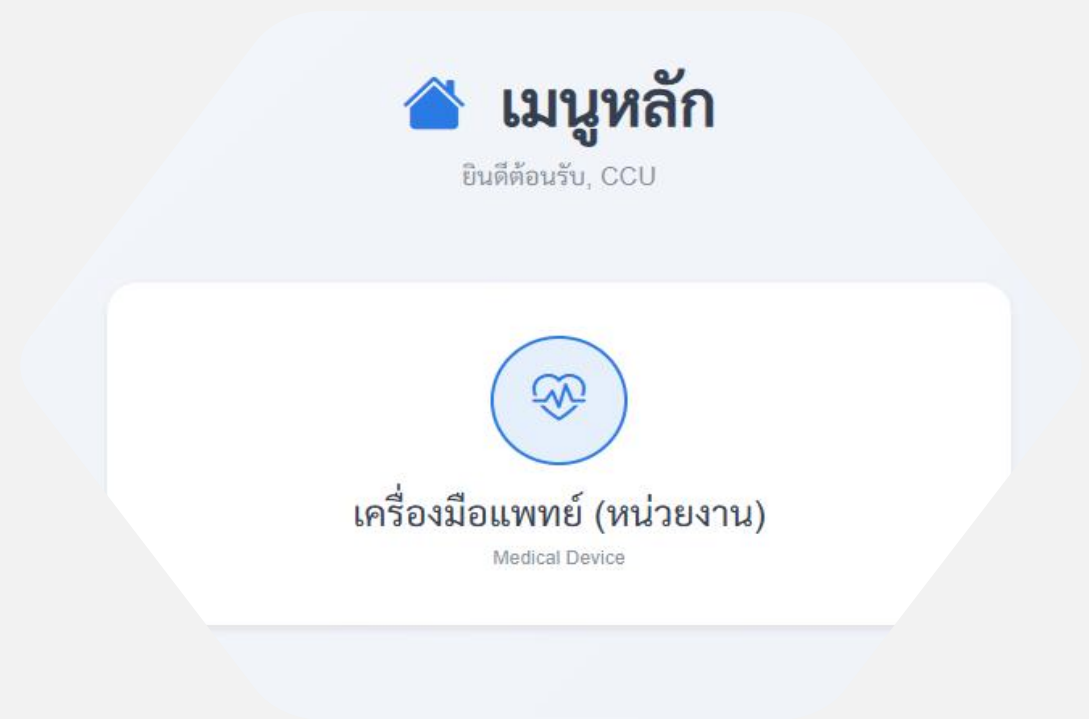 เมนูหลัก
ยินดีต้อนรับ, CCU
เครื่องมือแพทย์ (หน่วยงาน)
Medical Device